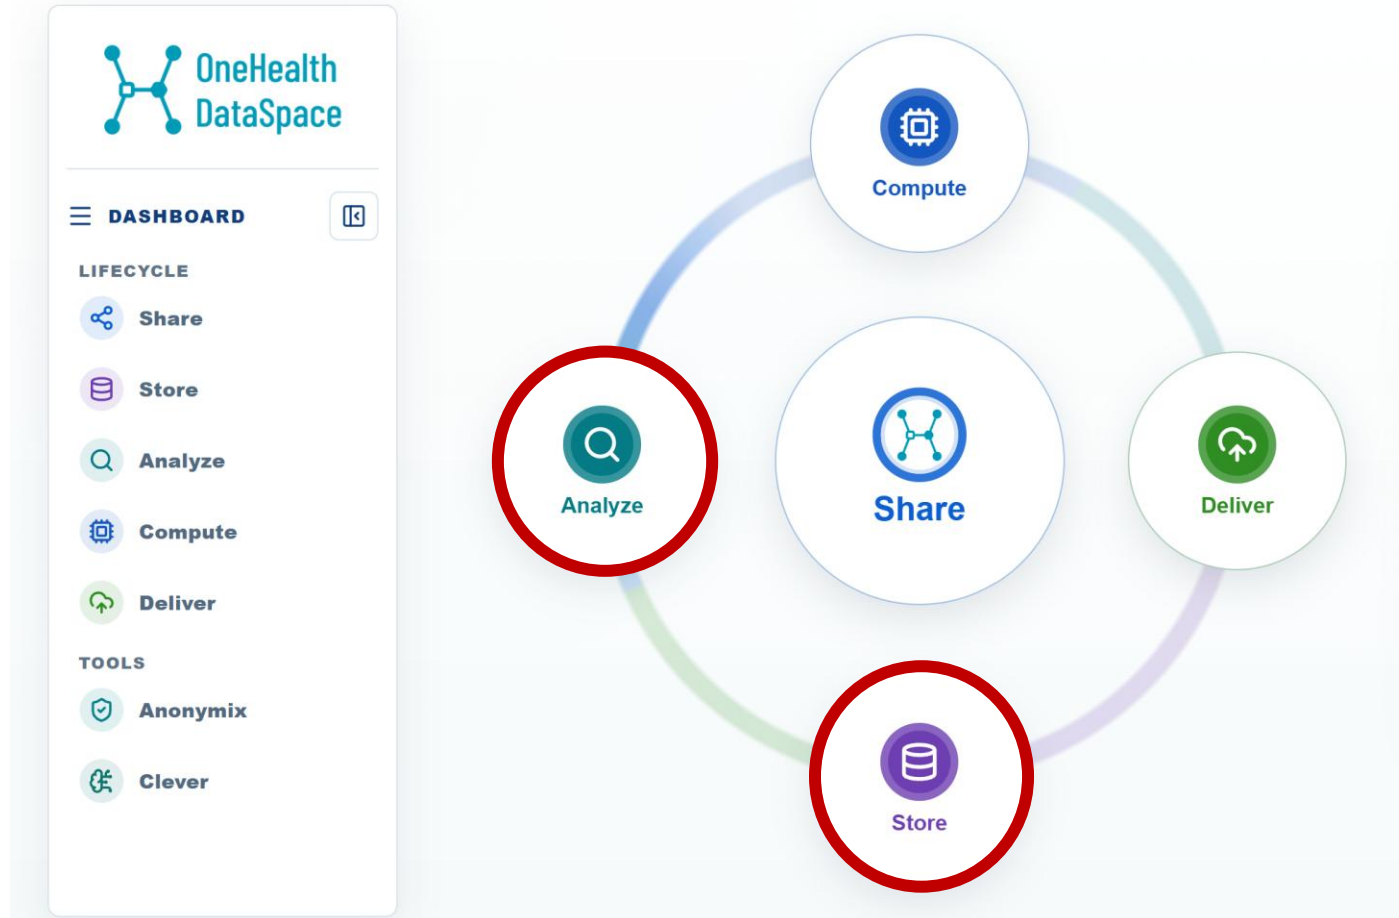 OneHealth
DataSpace
DASHBOARD
LIFECYCLE
Share
Store
Analyze
Compute
Deliver
TOOLS
Anonymix
Clever
Compute
Analyze
Share
Deliver
Store